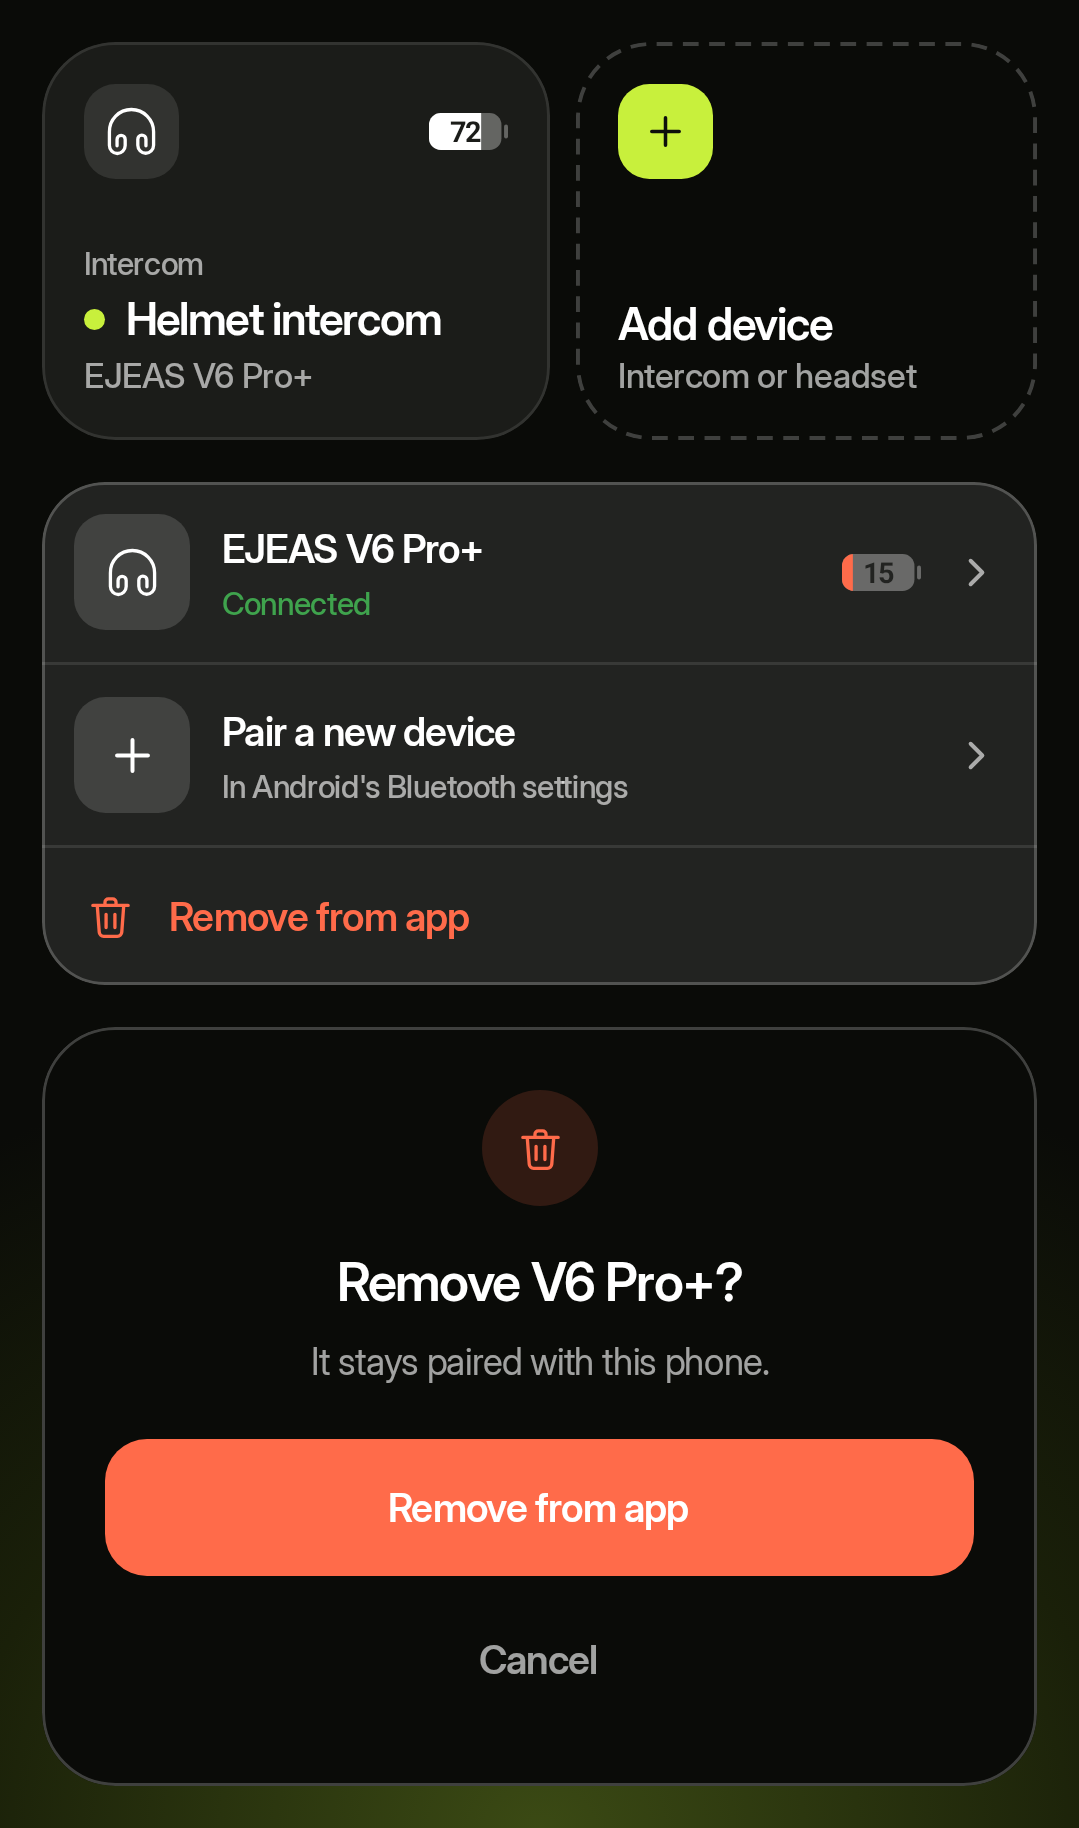 72
Intercom
Helmet intercom
EJEAS V6 Pro+
Add device
Intercom or headset
EJEAS V6 Pro+
Connected
15
Pair a new device
In Android's Bluetooth settings
Remove from app
Remove V6 Pro+?
It stays paired with this phone.
Remove from app
Cancel